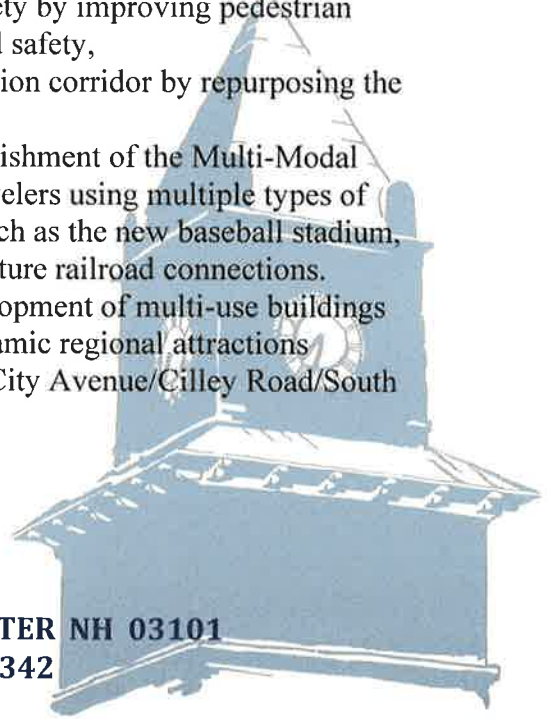 ety by improving pedestrian
safety,
ion corridor by repurposing the
ishment of the Multi-Modal
velers using multiple types of
ch as the new baseball stadium,
ture railroad connections.
opment of multi-use buildings
amic regional attractions
City Avenue/Cilley Road/South
TER NH 03101
342